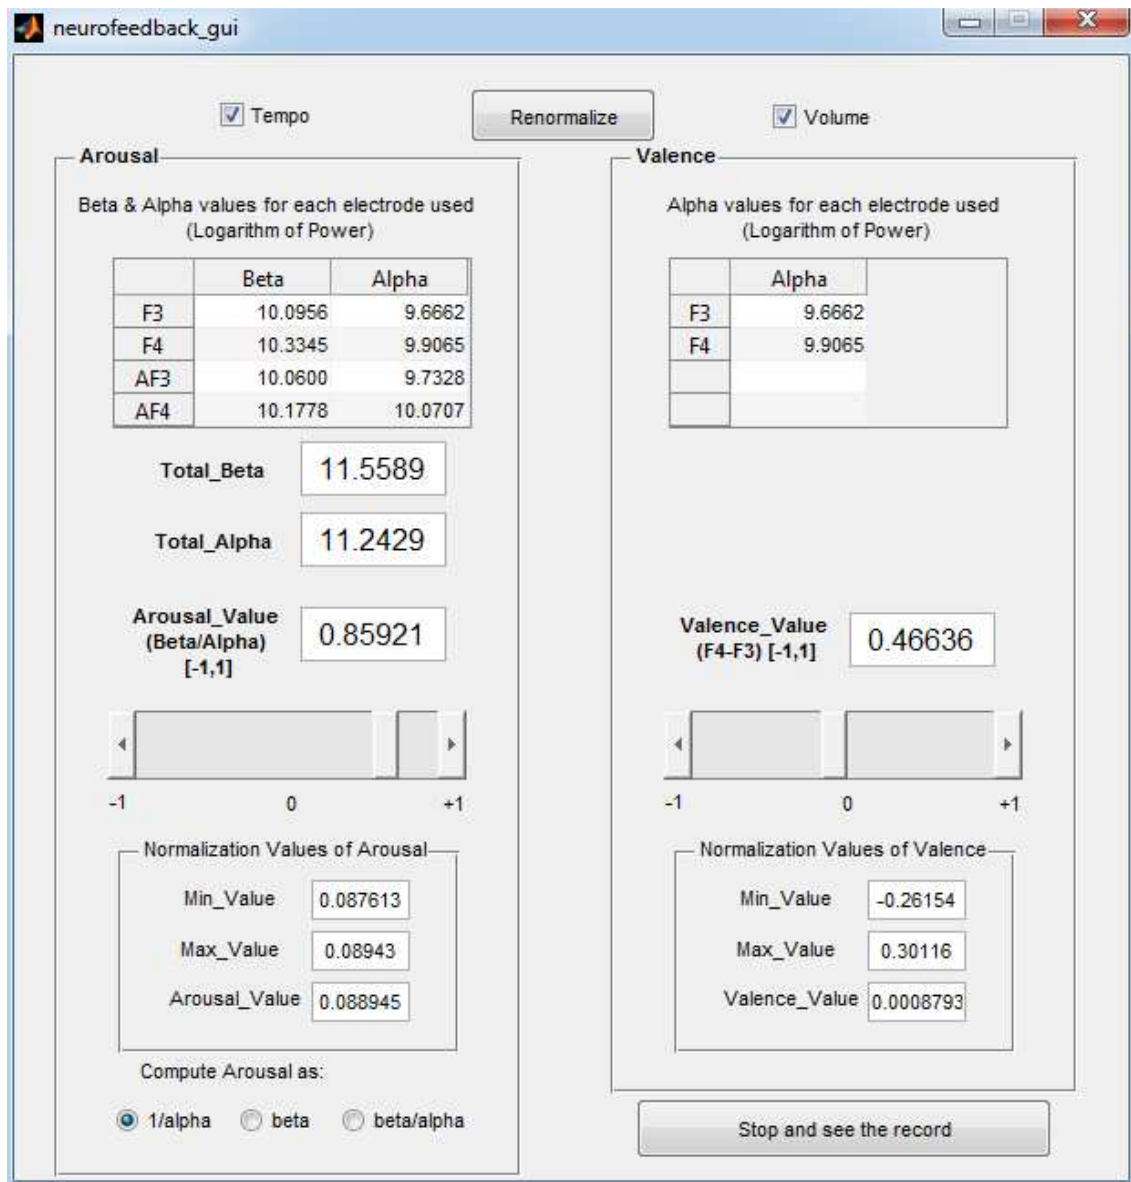 neurofeedback_gui
Tempo
Renormalize
Volume
Arousal
Beta & Alpha values for each electrode used
(Logarithm of Power)
Beta Alpha
F3 10.0956 9.6662
F4 10.3345 9.9065
AF3 10.0600 9.7328
AF4 10.1778 10.0707
Total_Beta 11.5589
Total_Alpha 11.2429
Arousal_Value
(Beta/Alpha)
[-1,1]
0.85921
-1 0 +1
Normalization Values of Arousal
Min_Value 0.087613
Max_Value 0.08943
Arousal_Value 0.088945
Compute Arousal as:
1/alpha beta beta/alpha
Valence
Alpha values for each electrode used
(Logarithm of Power)
Alpha
F3 9.6662
F4 9.9065
Valence_Value
(F4-F3) [-1,1]
0.46636
-1 0 +1
Normalization Values of Valence
Min_Value -0.26154
Max_Value 0.30116
Valence_Value 0.0008793
Stop and see the record